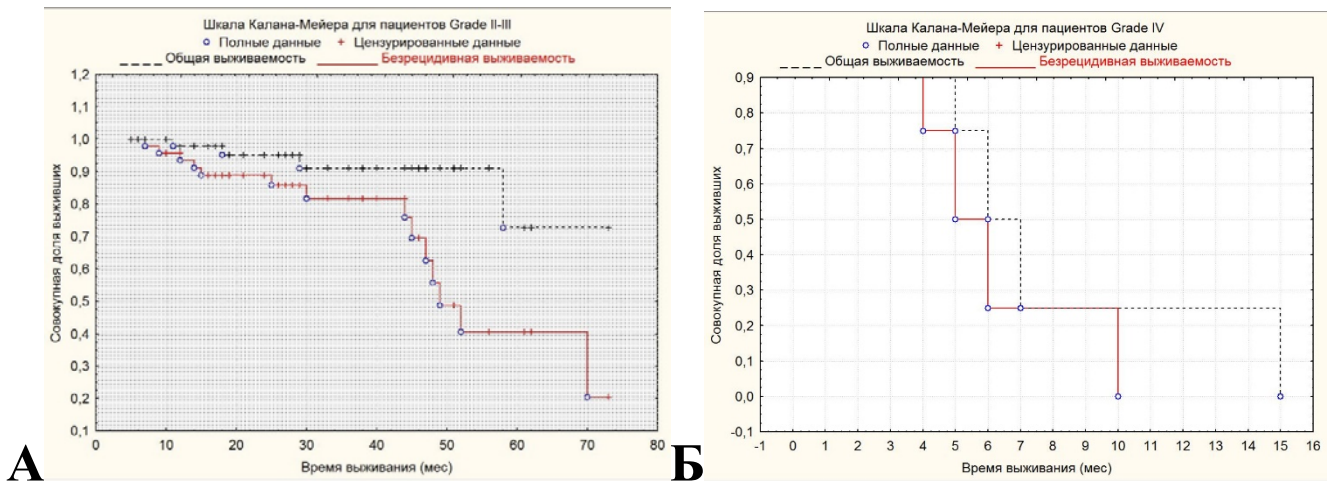 А
Шкала Калана-Мейера для пациентов Grade II-III
Полные данные + Цензурированные данные
Общая выживаемость Безрецидивная выживаемость
Совокупная доля выживших
1,2
1,1
1,0
0,9
0,8
0,7
0,6
0,5
0,4
0,3
0,2
0,1
0 10 20 30 40 50 60 70 80
Время выживания (мес)
Б
Шкала Калана-Мейера для пациентов Grade IV
Полные данные + Цензурированные данные
Общая выживаемость Безрецидивная выживаемость
Совокупная доля выживших
0,9
0,8
0,7
0,6
0,5
0,4
0,3
0,2
0,1
0,0
-0,1
-1 0 1 2 3 4 5 6 7 8 9 10 11 12 13 14 15 16
Время выживания (мес)